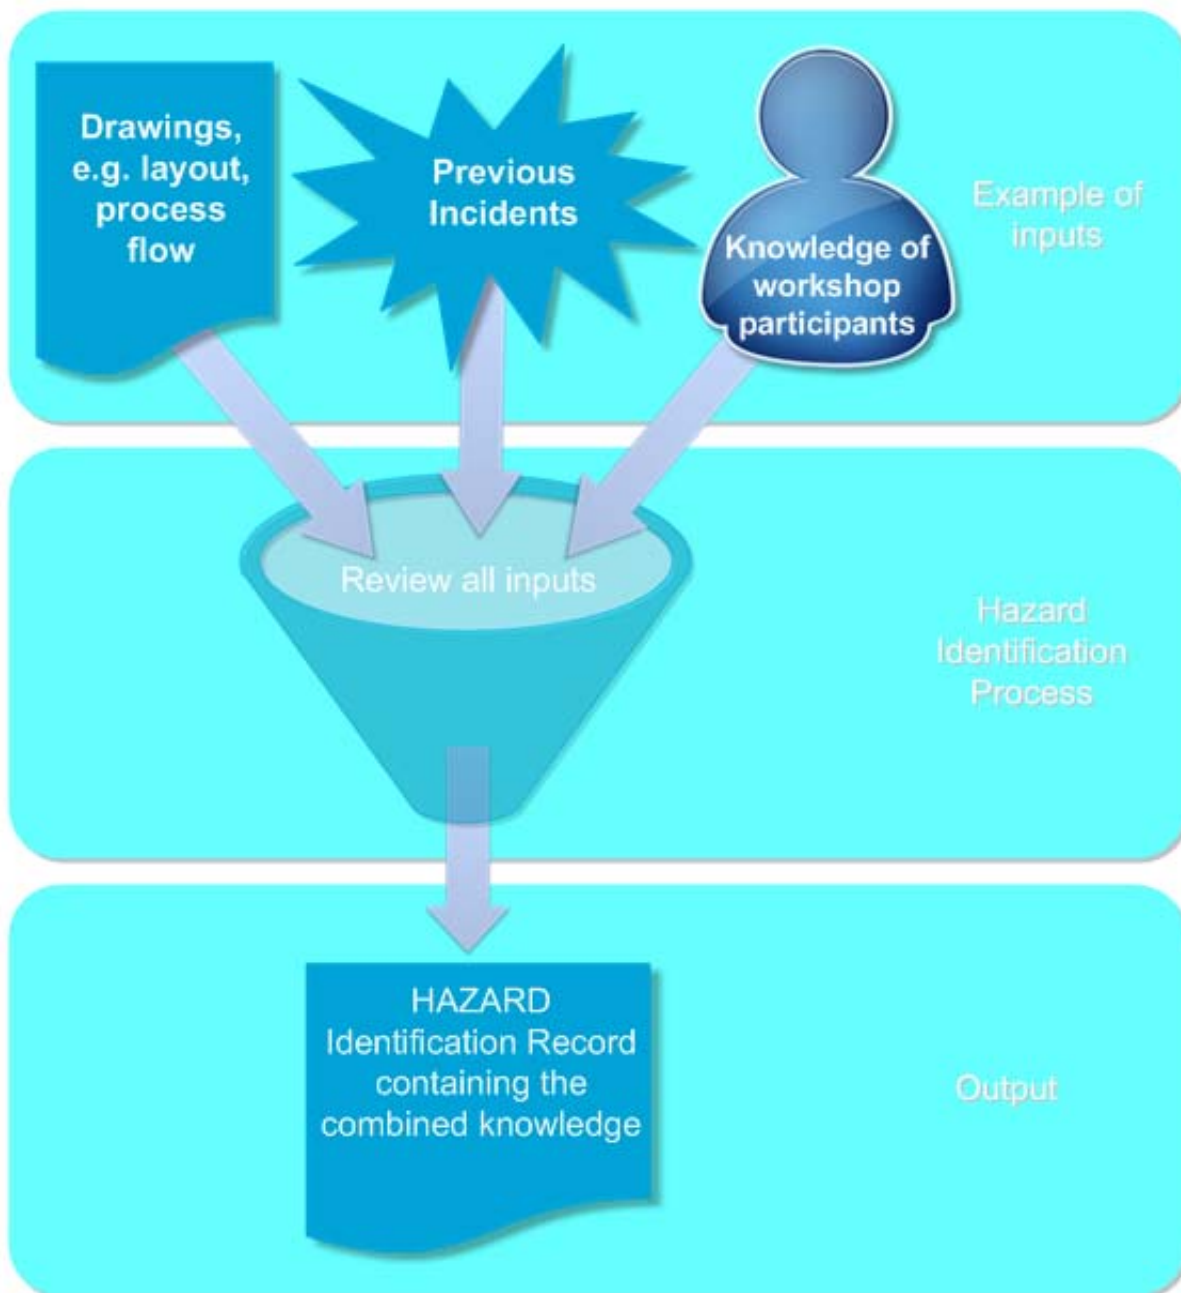 Drawings,
e.g. layout,
process
flow
Previous
Incidents
Knowledge of
workshop
participants
Example of
inputs
Review all inputs
Hazard
Identification
Process
HAZARD
Identification Record
containing the
combined knowledge
Output